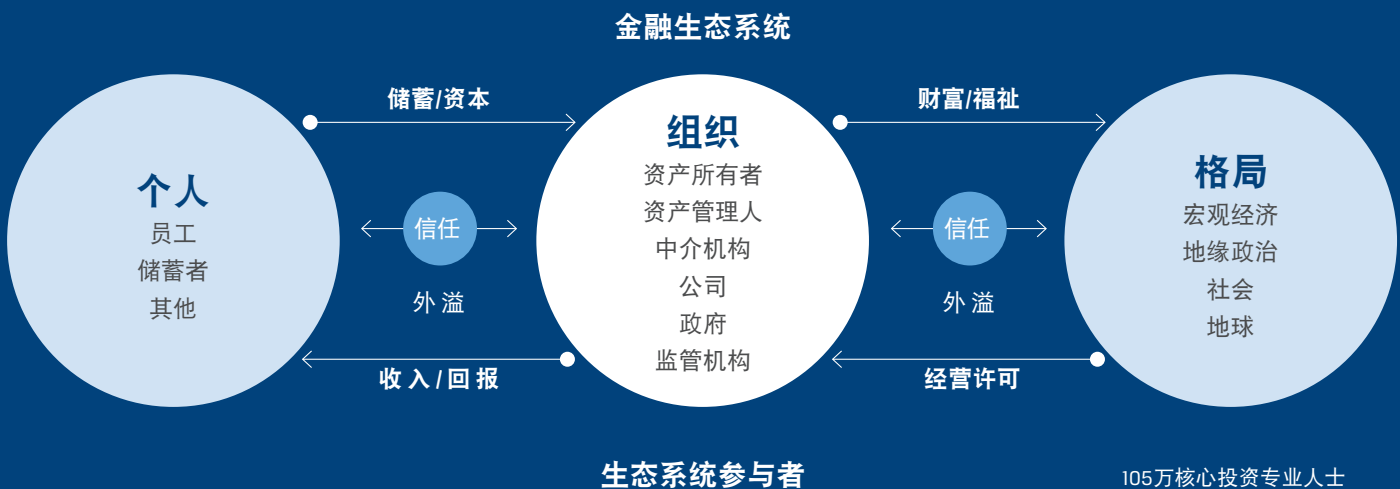 金融生态系统
储蓄/资本
财富/福祉
个人
员工
储蓄者
其他
信任
外溢
收入/回报
组织
资产所有者
资产管理人
中介机构
公司
政府
监管机构
信任
外溢
经营许可
格局
宏观经济
地缘政治
社会
地球
生态系统参与者
105万核心投资专业人士